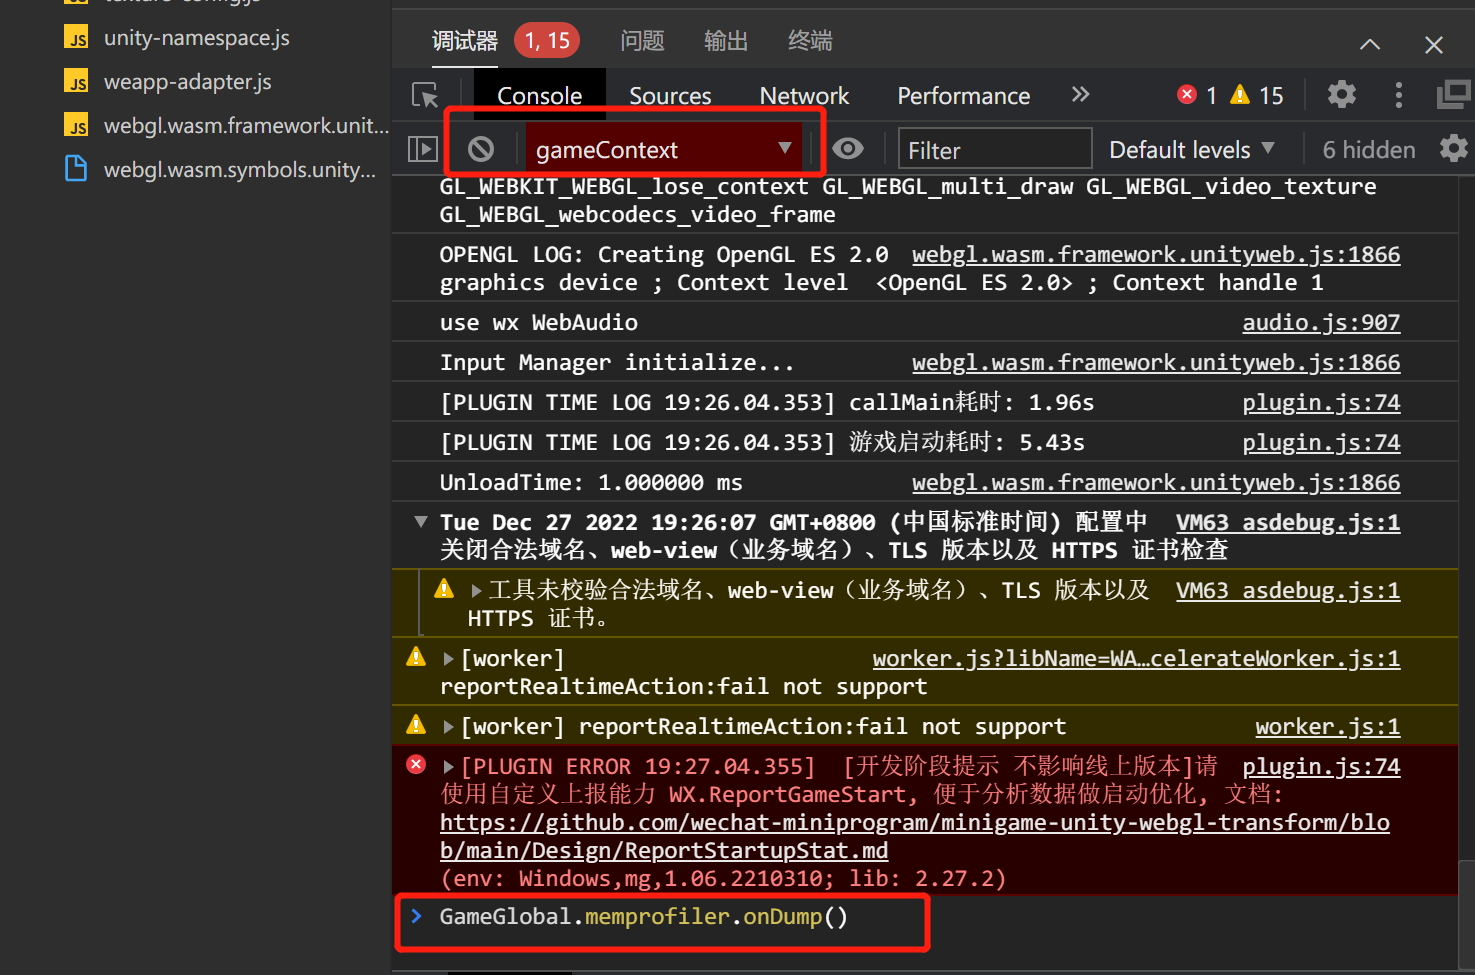 texture-config.js
unity-namespace.js
weapp-adapter.js
webgl.wasm.framework.unit...
webgl.wasm.symbols.unity...
调试器 1, 15 问题 输出 终端
Console Sources Network Performance 1 15
gameContext Filter Default levels 6 hidden
GL_WEBKIT_WEBGL_lose_context GL_WEBGL_multi_draw GL_WEBGL_video_texture
GL_WEBGL_webcodecs_video_frame
OPENGL LOG: Creating OpenGL ES 2.0 webgl.wasm.framework.unityweb.js:1866
graphics device ; Context level <OpenGL ES 2.0> ; Context handle 1
use wx WebAudio audio.js:907
Input Manager initialize... webgl.wasm.framework.unityweb.js:1866
[PLUGIN TIME LOG 19:26.04.353] callMain耗时: 1.96s plugin.js:74
[PLUGIN TIME LOG 19:26.04.353] 游戏启动耗时: 5.43s plugin.js:74
UnloadTime: 1.000000 ms webgl.wasm.framework.unityweb.js:1866
Tue Dec 27 2022 19:26:07 GMT+0800 (中国标准时间) 配置中 VM63 asdebug.js:1
关闭合法域名、web-view（业务域名）、TLS 版本以及 HTTPS 证书检查
工具未校验合法域名、web-view（业务域名）、TLS 版本以及 VM63 asdebug.js:1
HTTPS 证书。
[worker] worker.js?libName=WA…celerateWorker.js:1
reportRealtimeAction:fail not support
[worker] reportRealtimeAction:fail not support worker.js:1
[PLUGIN ERROR 19:27.04.355] [开发阶段提示 不影响线上版本]请 plugin.js:74
使用自定义上报能力 WX.ReportGameStart, 便于分析数据做启动优化, 文档:
https://github.com/wechat-miniprogram/minigame-unity-webgl-transform/blo
b/main/Design/ReportStartupStat.md
(env: Windows,mg,1.06.2210310; lib: 2.27.2)
GameGlobal.memprofiler.onDump()